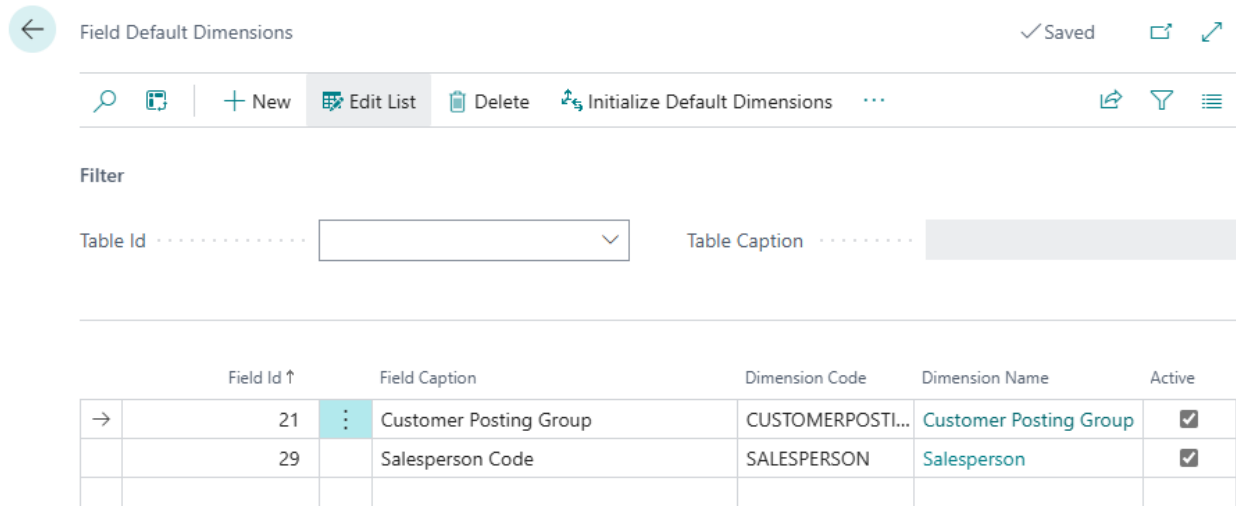 Field Default Dimensions Saved
New Edit List Delete Initialize Default Dimensions ...
Filter
Table Id Table Caption
Field Id ↑ Field Caption Dimension Code Dimension Name Active
21 Customer Posting Group CUSTOMERPOSTI... Customer Posting Group
29 Salesperson Code SALESPERSON Salesperson